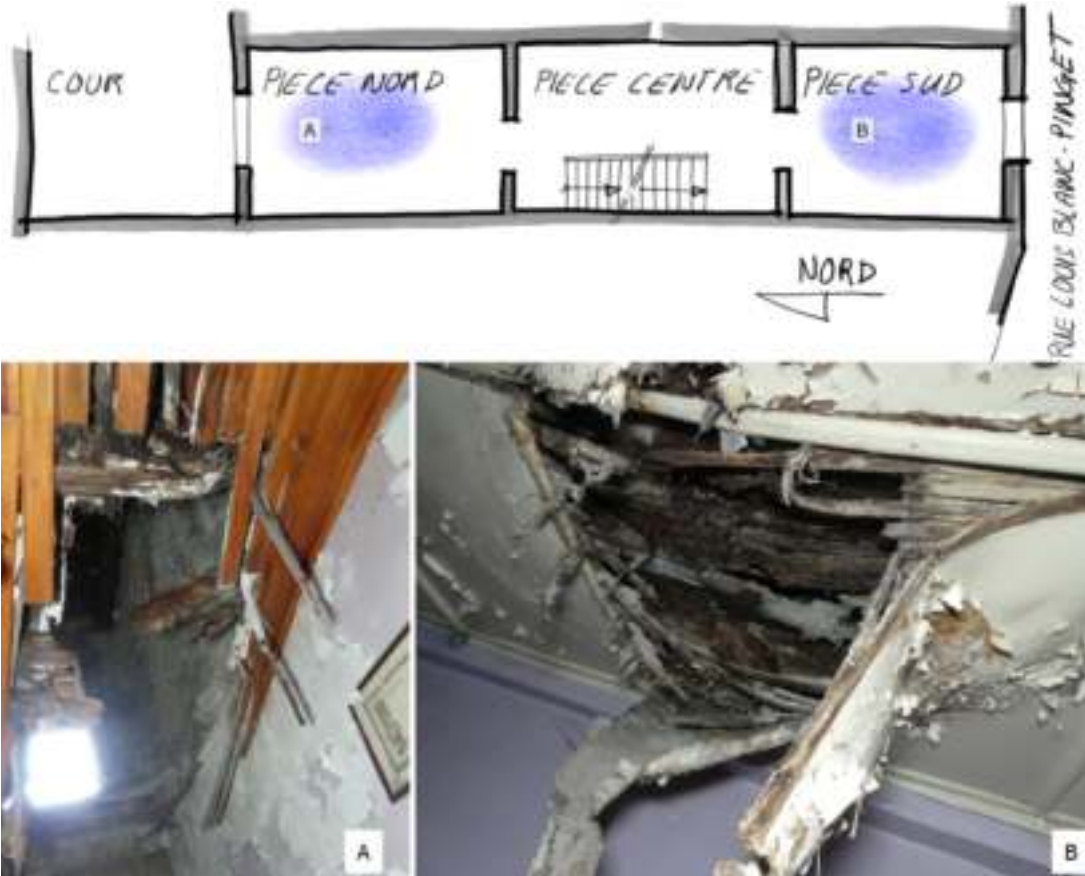 COUR
PIECE NORD
PIECE CENTRE
PIECE SUD
A
B
NORD
RUE LOUIS BLANC-PINGET
A
B